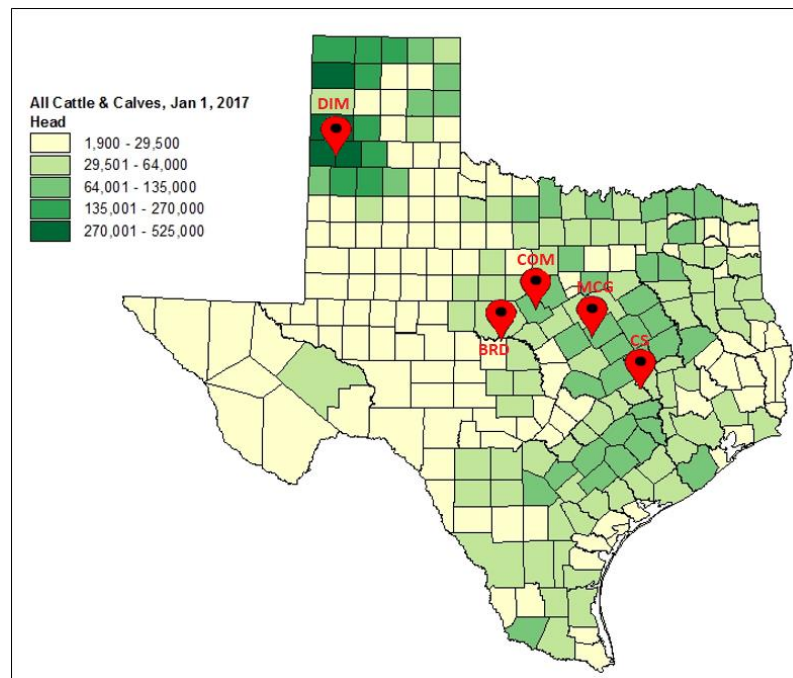 All Cattle & Calves, Jan 1, 2017
Head
1,900 - 29,500
29,501 - 64,000
64,001 - 135,000
135,001 - 270,000
270,001 - 525,000
DIM
COM
MCG
BRD
CS